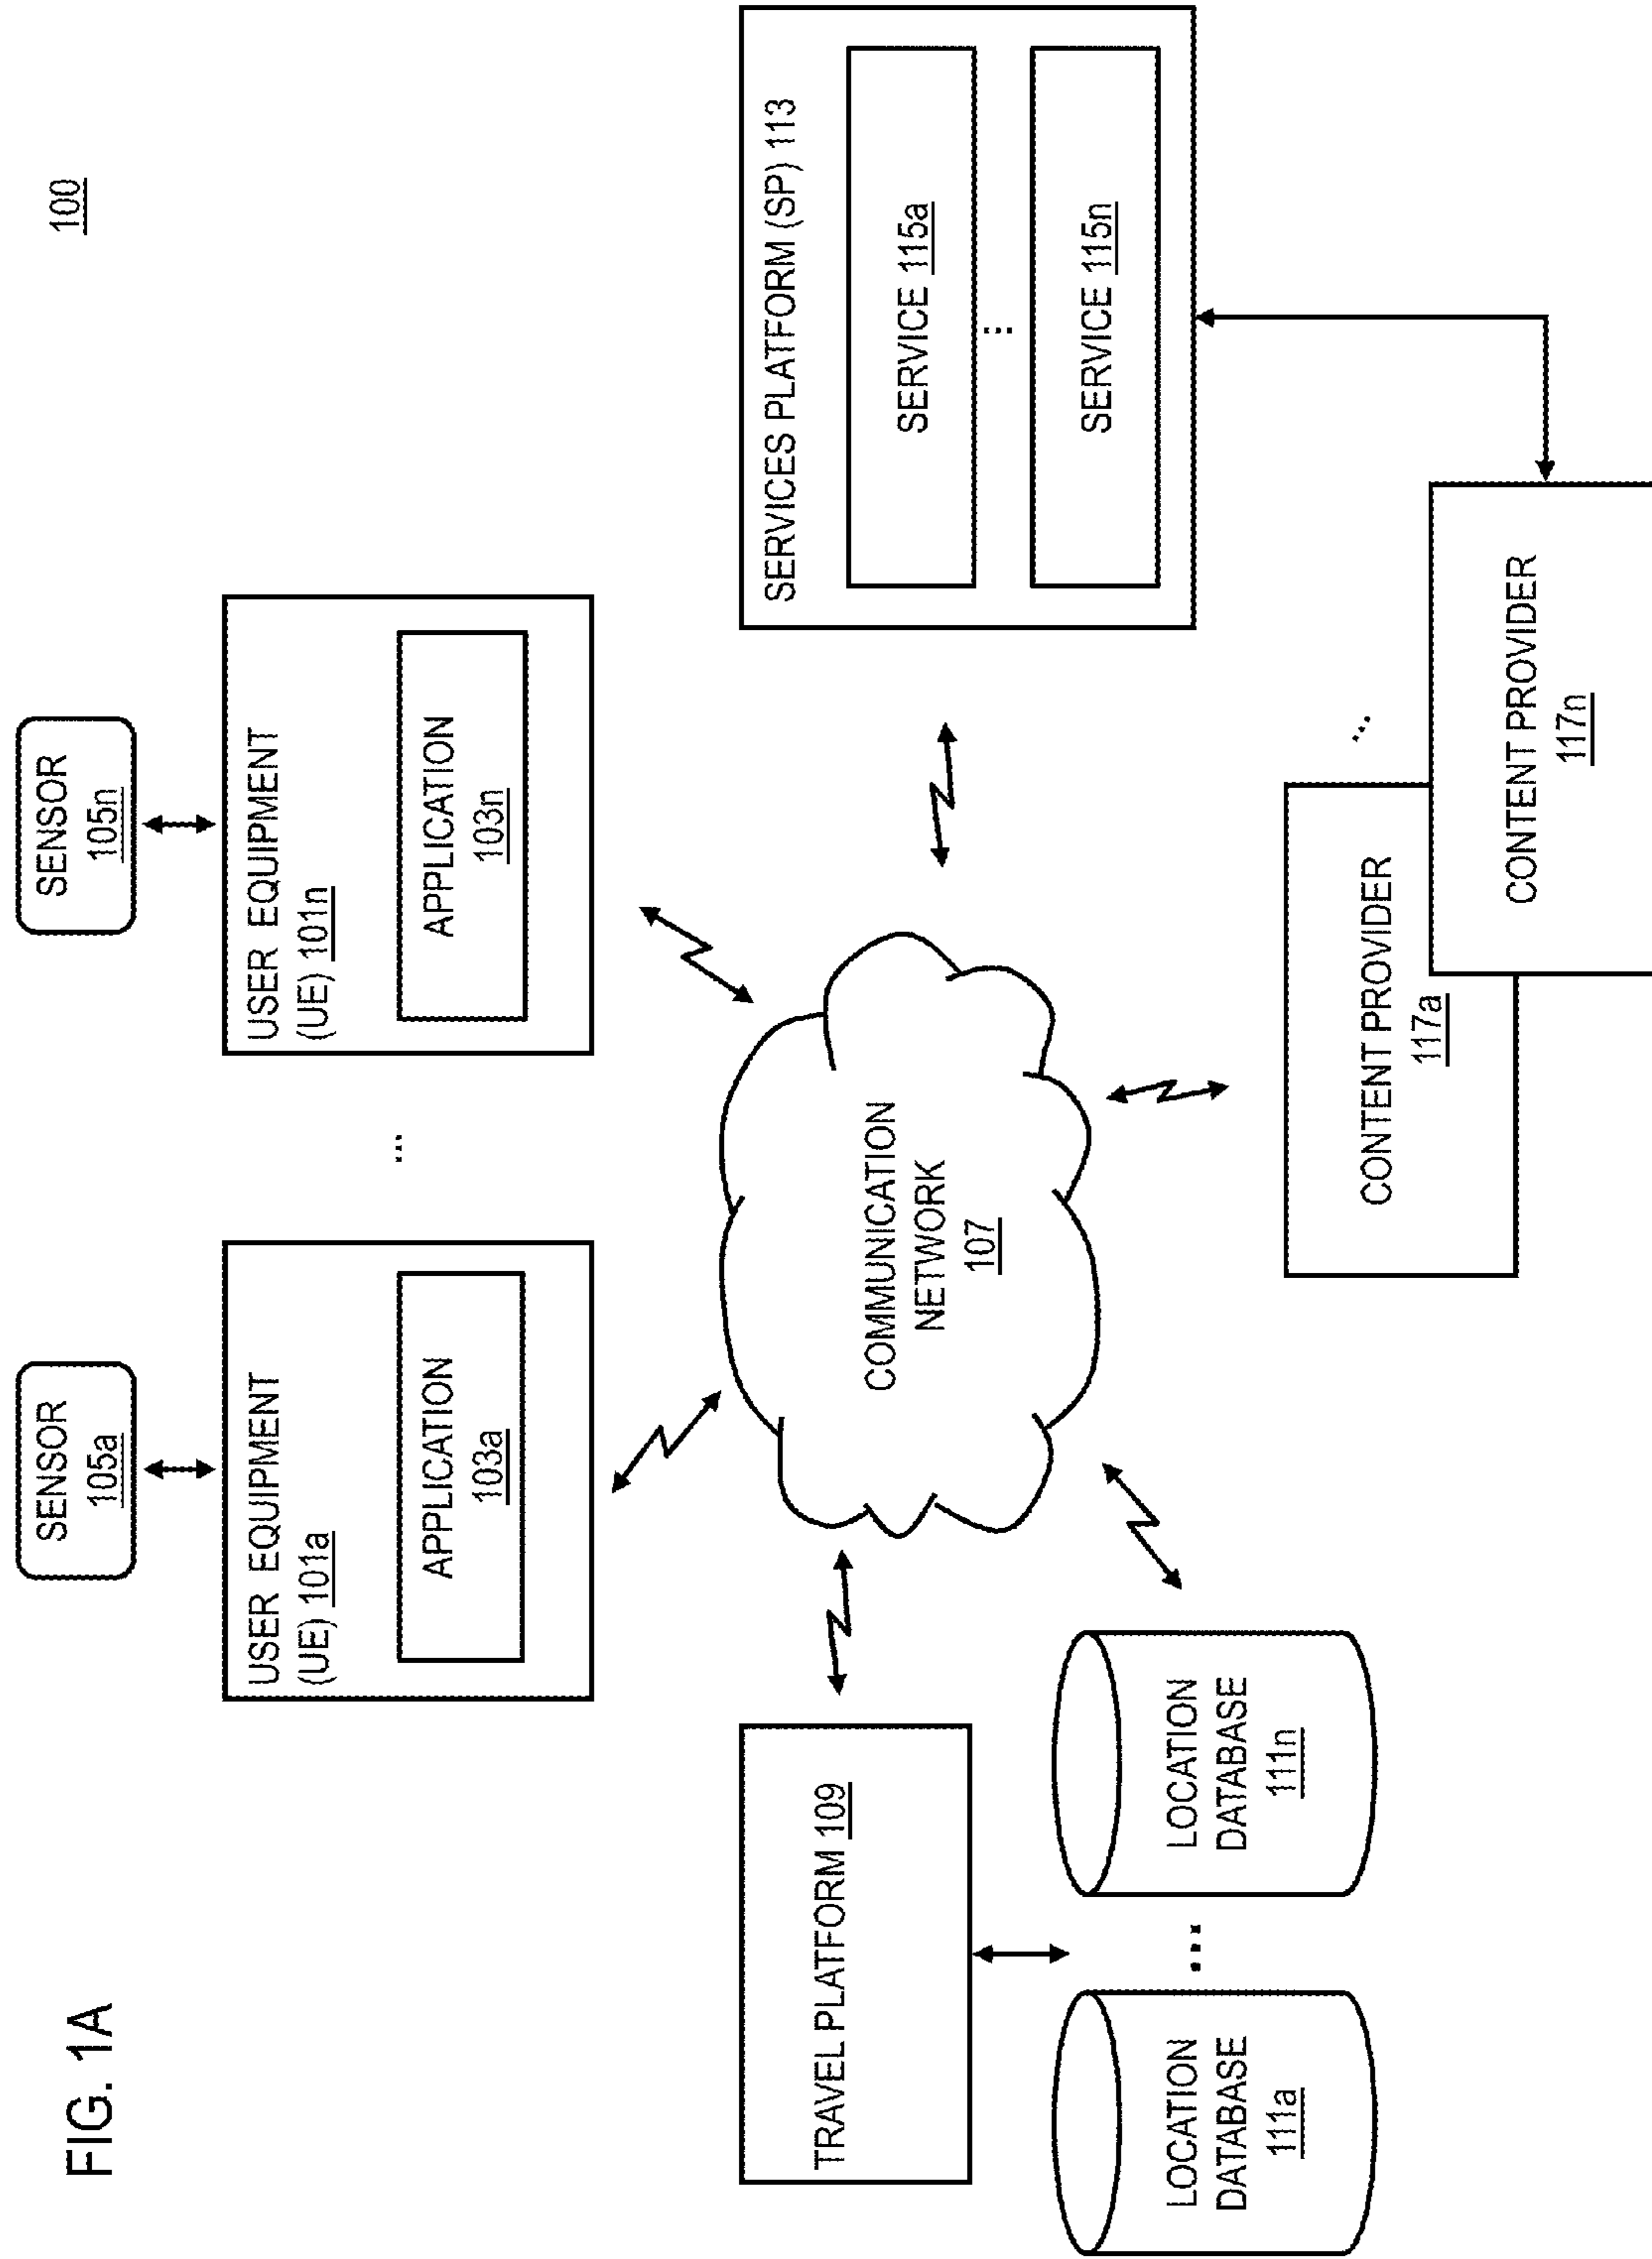 FIG. 1A
100
SENSOR
105a
SENSOR
105n
USER EQUIPMENT
(UE) 101a
APPLICATION
103a
...
USER EQUIPMENT
(UE) 101n
APPLICATION
103n
TRAVEL PLATFORM 109
COMMUNICATION
NETWORK
107
SERVICES PLATFORM (SP) 113
SERVICE 115a
...
SERVICE 115n
LOCATION
DATABASE
111a
...
LOCATION
DATABASE
111n
CONTENT PROVIDER
117a
...
CONTENT PROVIDER
117n